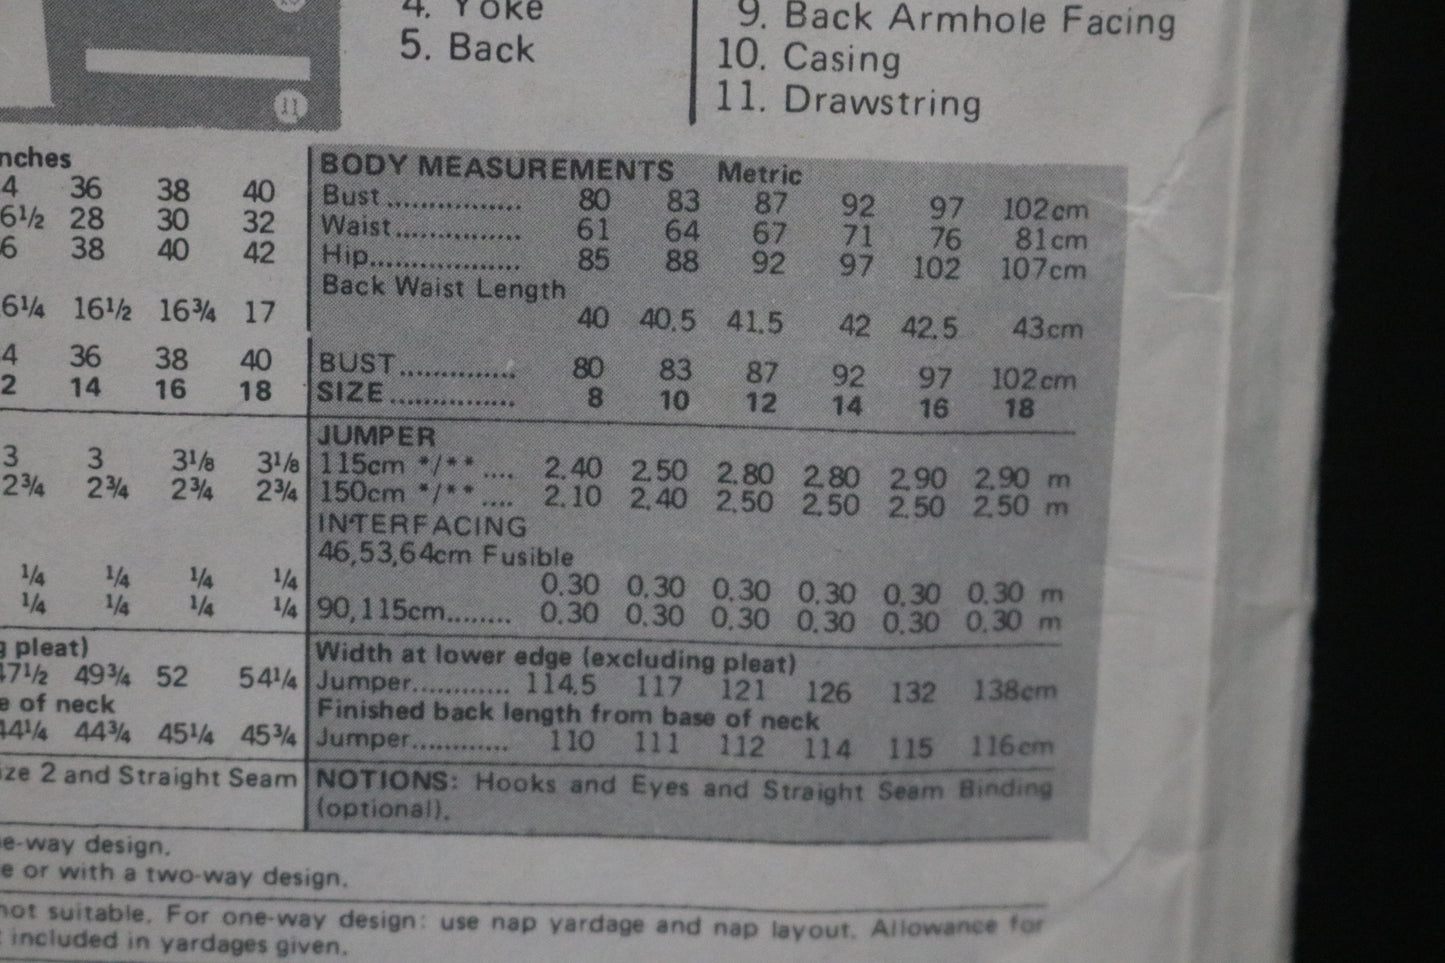 4. Yoke
5. Back
9. Back Armhole Facing
10. Casing
11. Drawstring
11
nches
4 36 38 40
6½ 28 30 32
6 38 40 42
6¼ 16½ 16¾ 17
4 36 38 40
2 14 16 18
3 3 3⅛ 3⅛
2¾ 2¾ 2¾ 2¾
¼ ¼ ¼ ¼
¼ ¼ ¼ ¼
g pleat)
47½ 49¾ 52 54¼
e of neck
44¼ 44¾ 45¼ 45¾
ize 2 and Straight Seam
BODY MEASUREMENTS Metric
Bust ................ 80 83 87 92 97 102cm
Waist............... 61 64 67 71 76 81cm
Hip.................. 85 88 92 97 102 107cm
Back Waist Length
40 40.5 41.5 42 42.5 43cm
BUST.............. 80 83 87 92 97 102cm
SIZE............... 8 10 12 14 16 18
JUMPER
115cm */** .... 2.40 2.50 2.80 2.80 2.90 2.90 m
150cm */** .... 2.10 2.40 2.50 2.50 2.50 2.50 m
INTERFACING
46,53,64cm Fusible
0.30 0.30 0.30 0.30 0.30 0.30 m
90,115cm........ 0.30 0.30 0.30 0.30 0.30 0.30 m
Width at lower edge (excluding pleat)
Jumper............ 114.5 117 121 126 132 138cm
Finished back length from base of neck
Jumper............ 110 111 112 114 115 116cm
NOTIONS: Hooks and Eyes and Straight Seam Binding
(optional).
e-way design.
e or with a two-way design.
not suitable. For one-way design: use nap yardage and nap layout. Allowance for
included in yardages given.